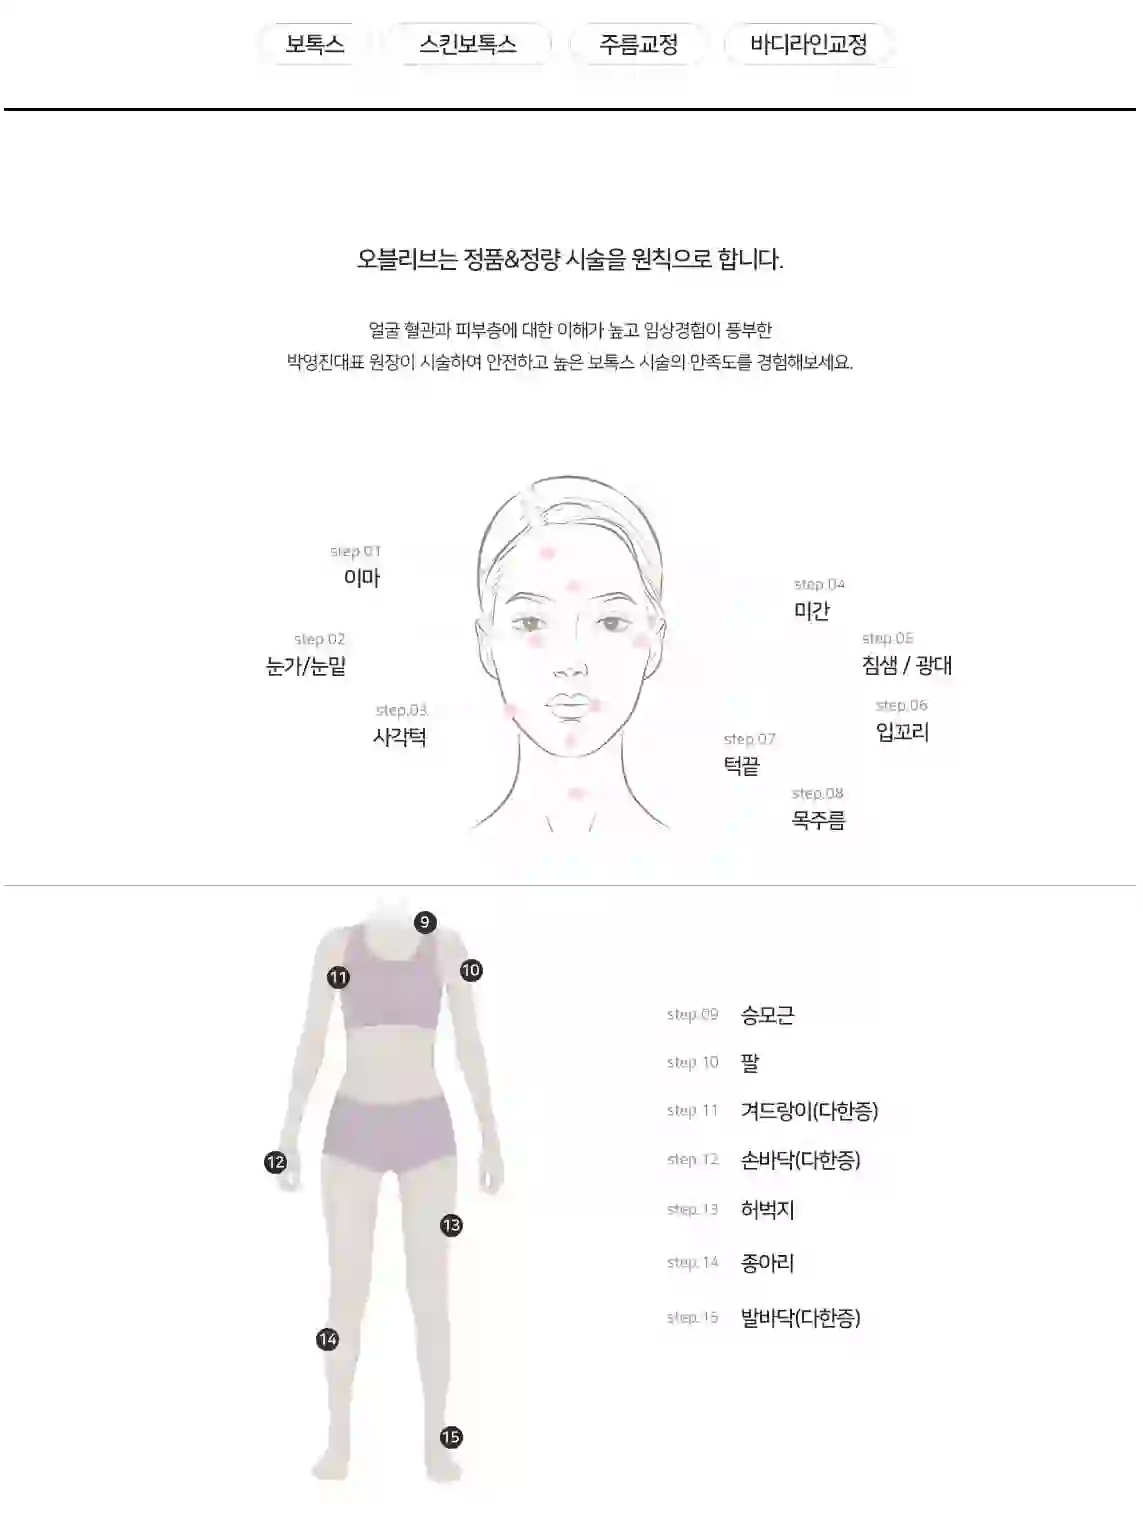 보톡스
스킨보톡스
주름교정
바디라인교정
오블리브는 정품&정량 시술을 원칙으로 합니다.
얼굴 혈관과 피부층에 대한 이해가 높고 임상경험이 풍부한
박영진대표 원장이 시술하여 안전하고 높은 보톡스 시술의 만족도를 경험해보세요.
step.01
이마
step.02
눈가/눈밑
step.03
사각턱
step.04
미간
step.05
침샘 / 광대
step.06
입꼬리
step.07
턱끝
step.08
목주름
9
10
11
12
13
14
15
step.09 승모근
step.10 팔
step.11 겨드랑이(다한증)
step.12 손바닥(다한증)
step.13 허벅지
step.14 종아리
step.15 발바닥(다한증)